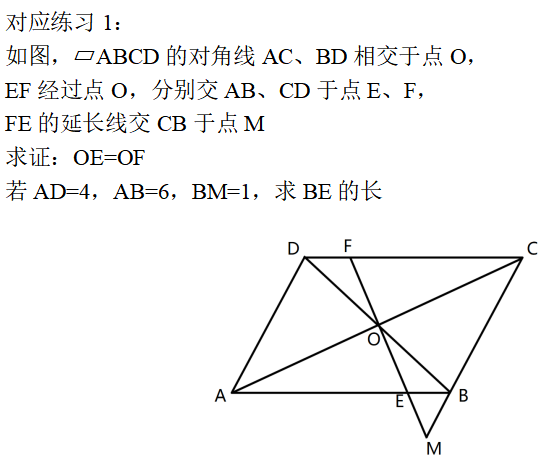 对应练习 1：
如图，▱ABCD 的对角线 AC、BD 相交于点 O，
EF 经过点 O，分别交 AB、CD 于点 E、F，
FE 的延长线交 CB 于点 M
求证：OE=OF
若 AD=4，AB=6，BM=1，求 BE 的长
D F C
O
A E B
M